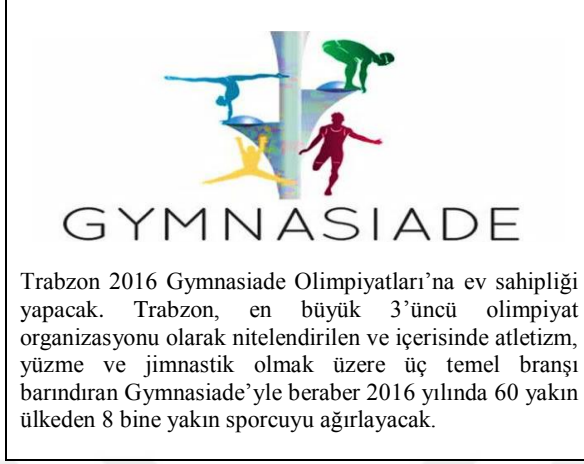 GYMNASIADE
Trabzon 2016 Gymnasiade Olimpiyatları’na ev sahipliği
yapacak. Trabzon, en büyük 3’üncü olimpiyat
organizasyonu olarak nitelendirilen ve içerisinde atletizm,
yüzme ve jimnastik olmak üzere üç temel branşı
barındıran Gymnasiade’yle beraber 2016 yılında 60 yakın
ülkeden 8 bine yakın sporcuyu ağırlayacak.